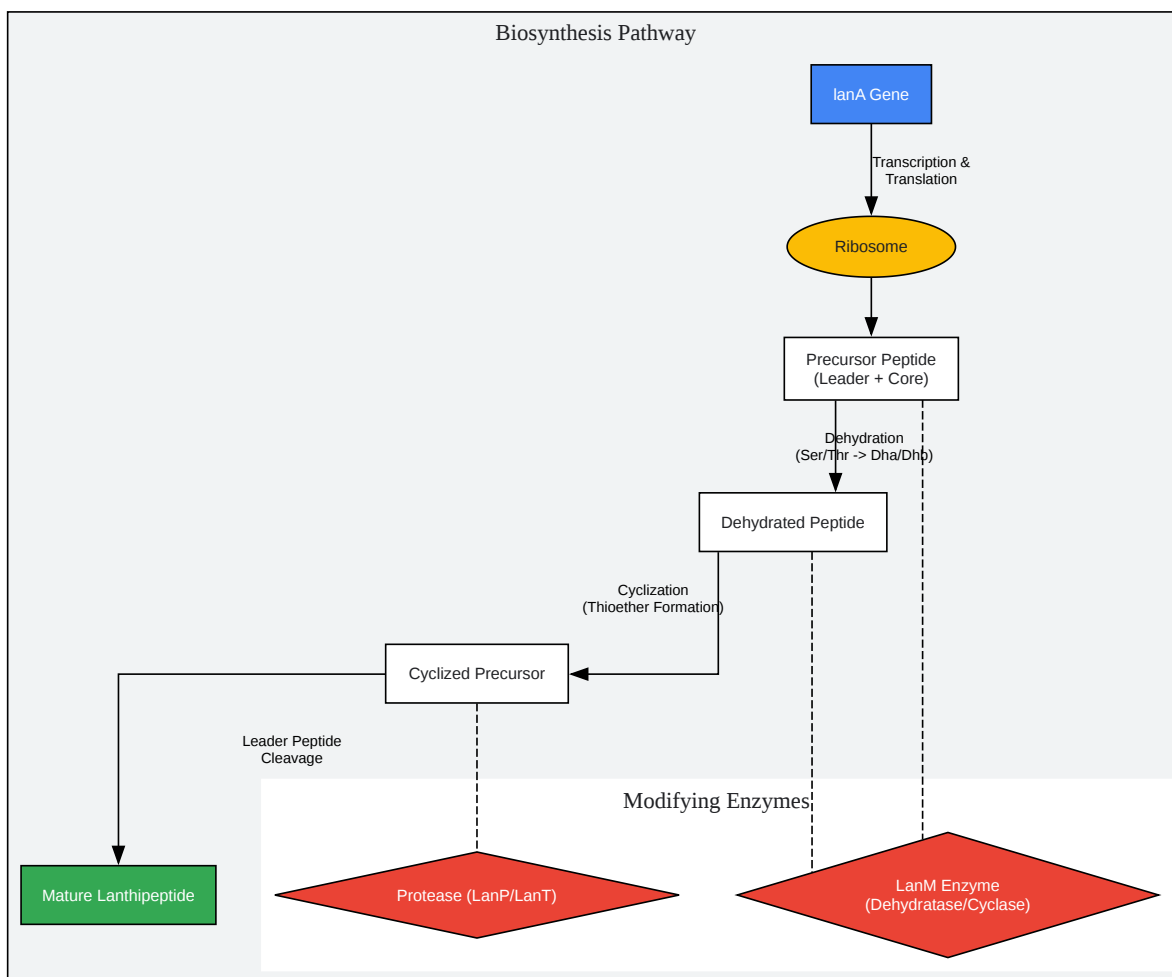 Biosynthesis Pathway
lanA Gene
Transcription &
Translation
Ribosome
Precursor Peptide
(Leader + Core)
Dehydration
(Ser/Thr -> Dha/Dhb)
Dehydrated Peptide
Cyclization
(Thioether Formation)
Cyclized Precursor
Leader Peptide
Cleavage
Modifying Enzymes
Mature Lanthipeptide
Protease (LanP/LanT)
LanM Enzyme
(Dehydratase/Cyclase)